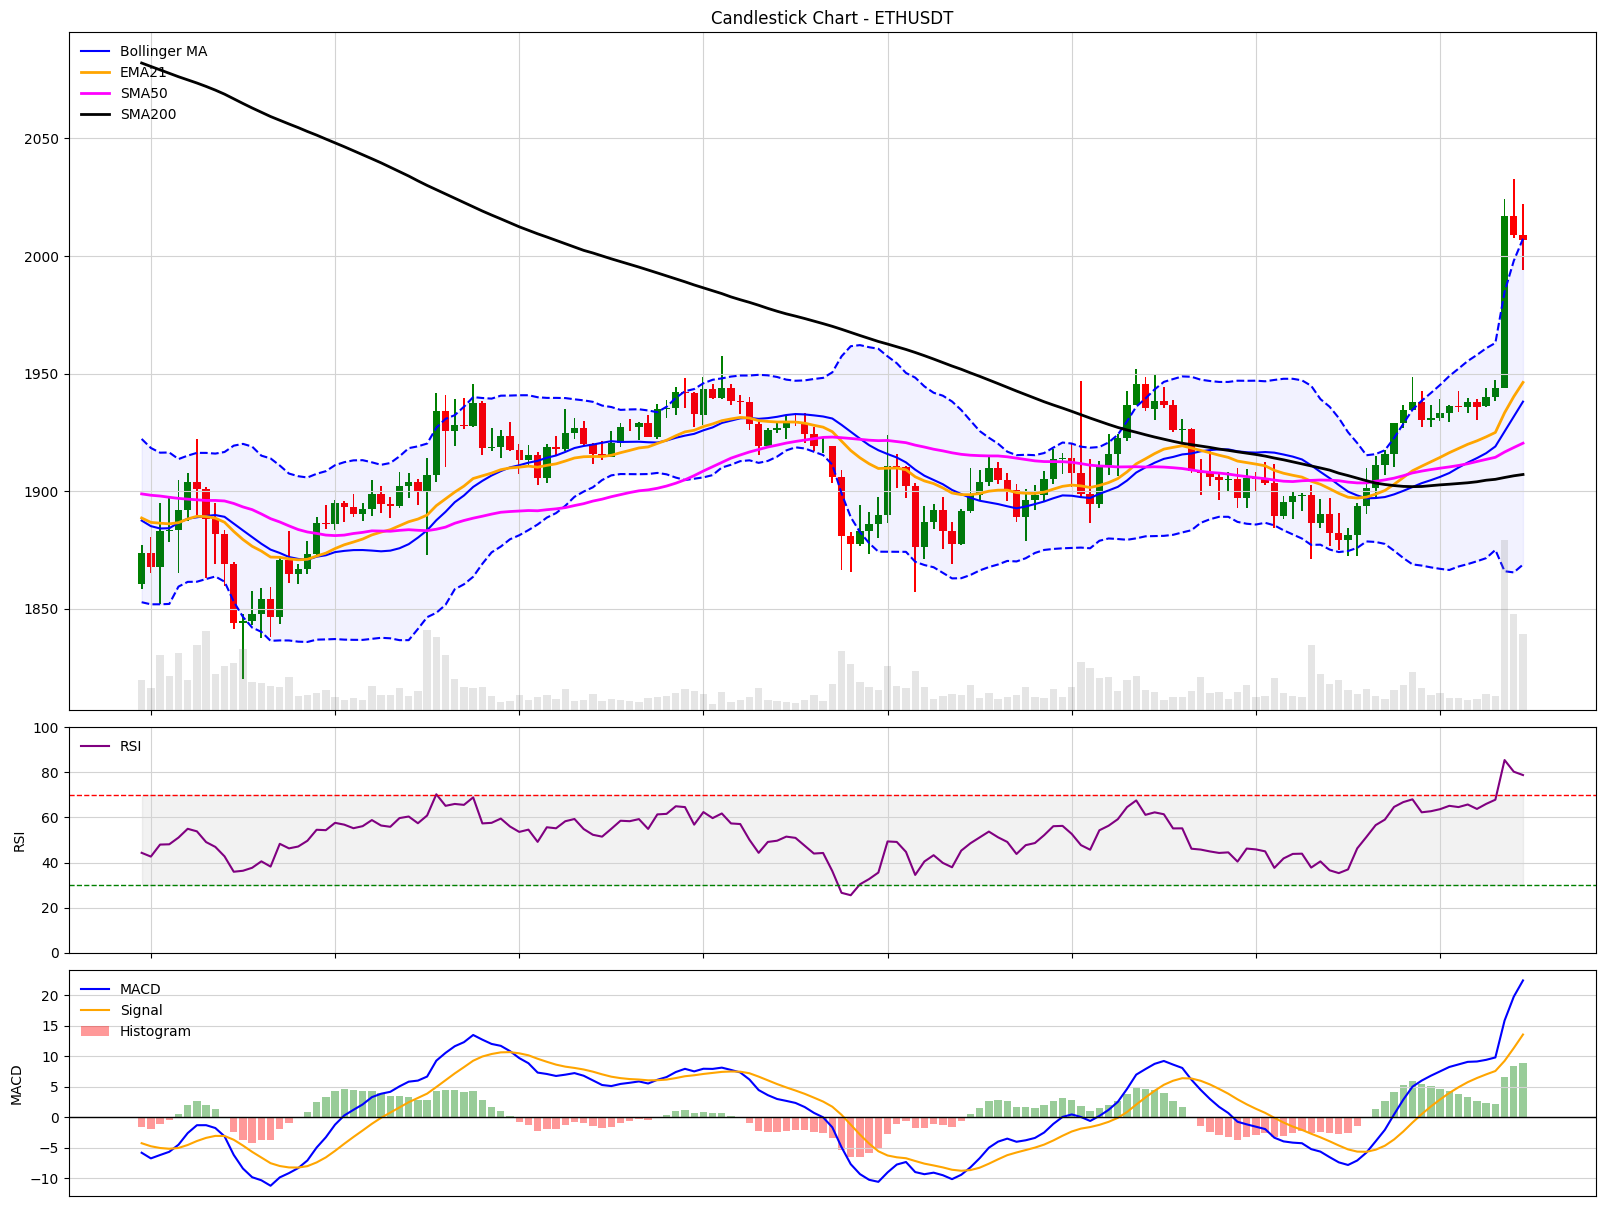 Candlestick Chart - ETHUSDT
Bollinger MA
EMA21
SMA50
SMA200
2050
2000
1950
1900
1850
RSI
100
80
60
40
20
0
RSI
MACD
Signal
Histogram
20
15
10
5
0
−5
−10
MACD